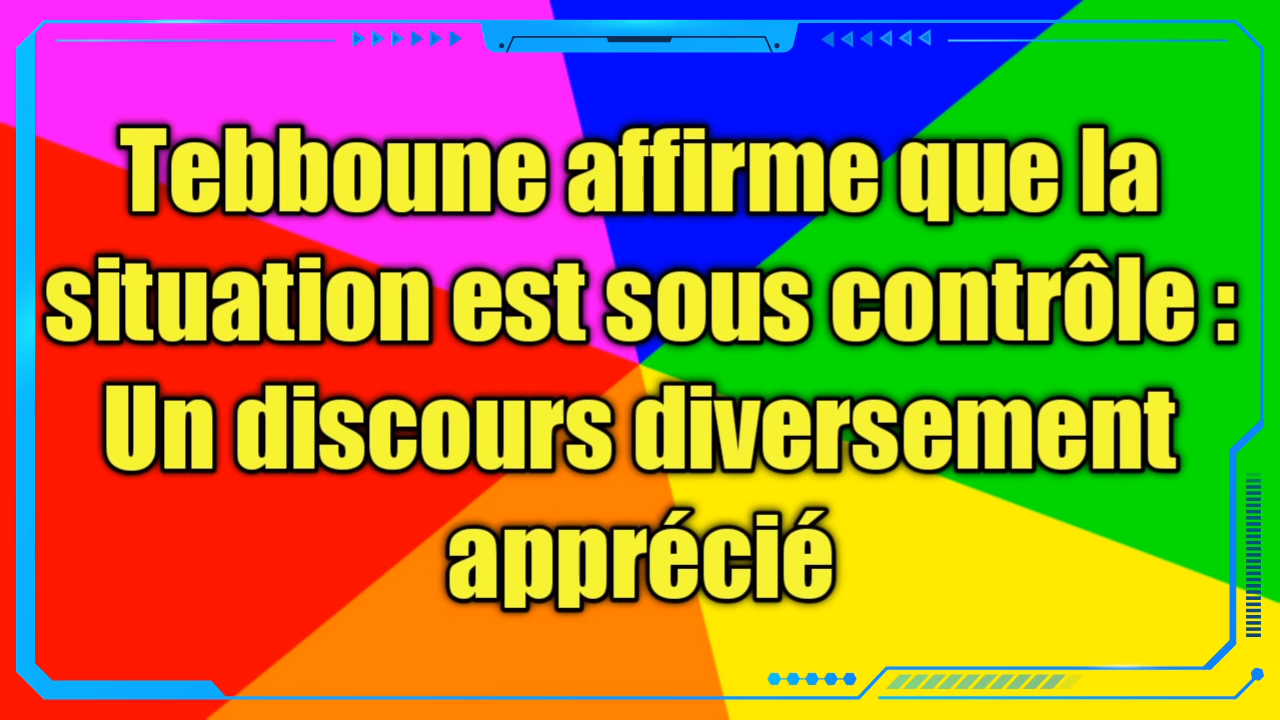 Tebboune affirme que la
situation est sous contrôle :
Un discours diversement
apprécié